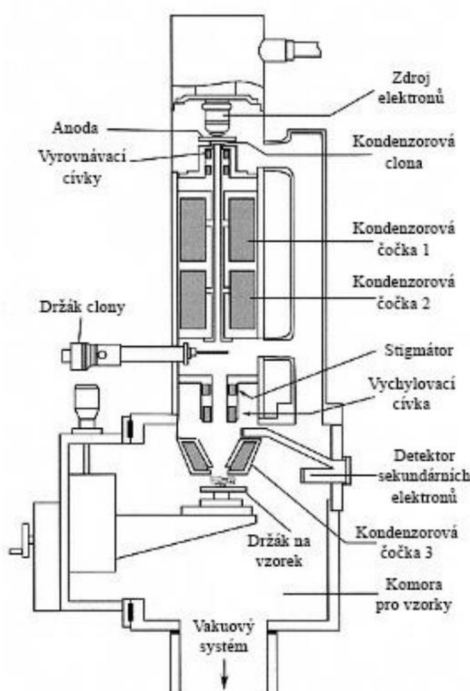 Zdroj
elektronů
Anoda
Kondenzorová
clona
Vyrovnávací
cívky
Kondenzorová
čočka 1
Kondenzorová
čočka 2
Držák clony
Stigmátor
Vychylovací
cívka
Detektor
sekundárních
elektronů
Držák na
vzorek
Kondenzorová
čočka 3
Komora
pro vzorky
Vakuový
systém